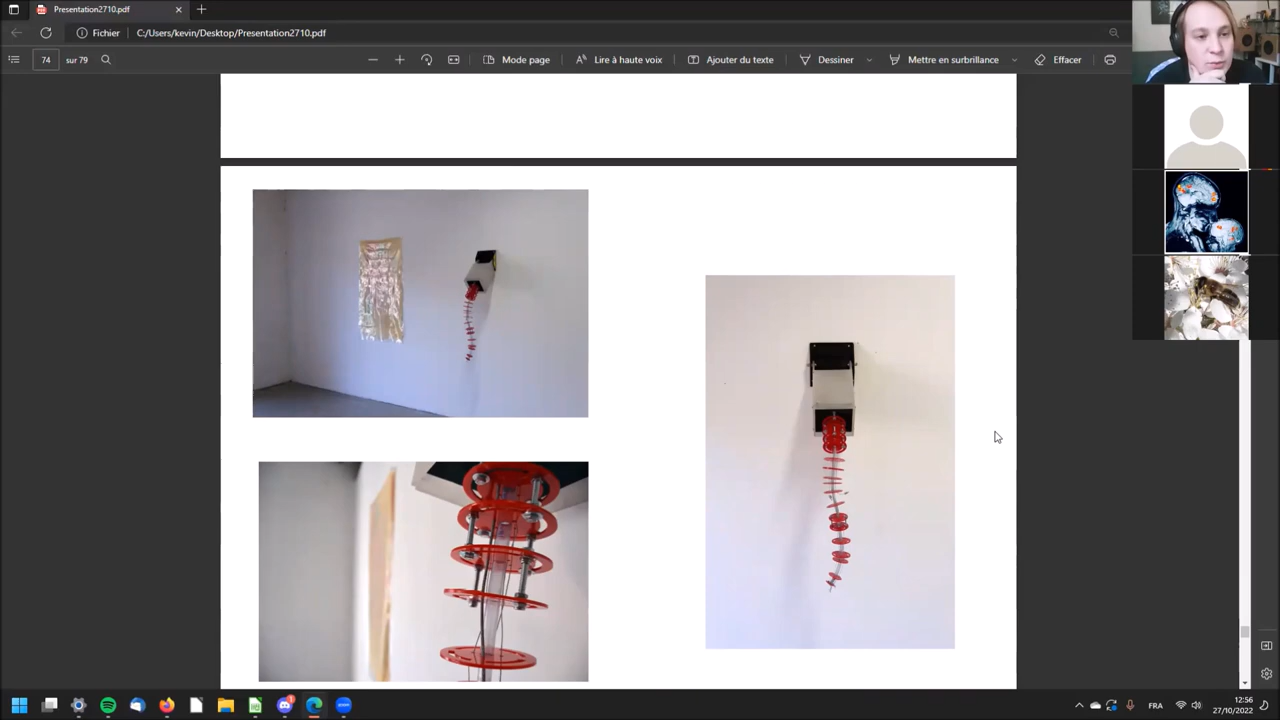 Presentation2710.pdf
Fichier C:/Users/kevin/Desktop/Presentation2710.pdf
74 sur 79 Mode page Lire à haute voix Ajouter du texte Dessiner Mettre en surbrillance Effacer
FRA 12:56
27/10/2022